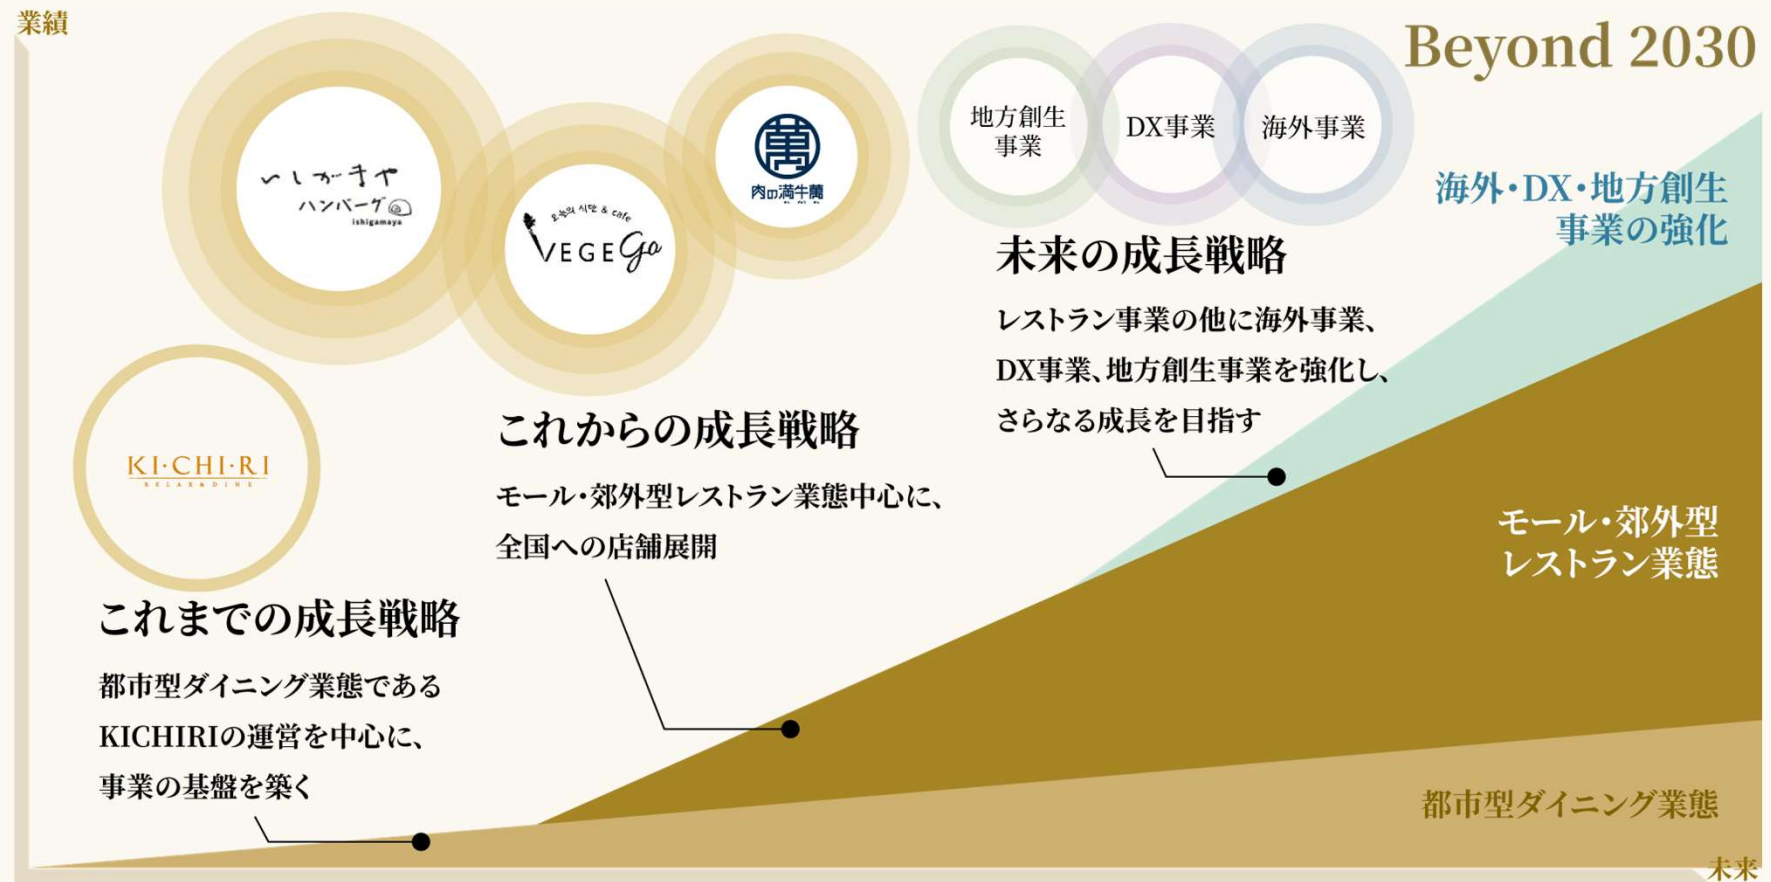 業績
Beyond 2030
いしがまや
ハンバーグ
ishigamaya
오늘의 식탄 & cafe
VEGEGo
萬
肉の満牛萬
地方創生
事業
DX事業
海外事業
海外・DX・地方創生
事業の強化
未来の成長戦略
レストラン事業の他に海外事業、
DX事業、地方創生事業を強化し、
さらなる成長を目指す
KI・CHI・RI
RELAX & DINE
これからの成長戦略
モール・郊外型レストラン業態中心に、
全国への店舗展開
モール・郊外型
レストラン業態
これまでの成長戦略
都市型ダイニング業態である
KICHIRIの運営を中心に、
事業の基盤を築く
都市型ダイニング業態
未来